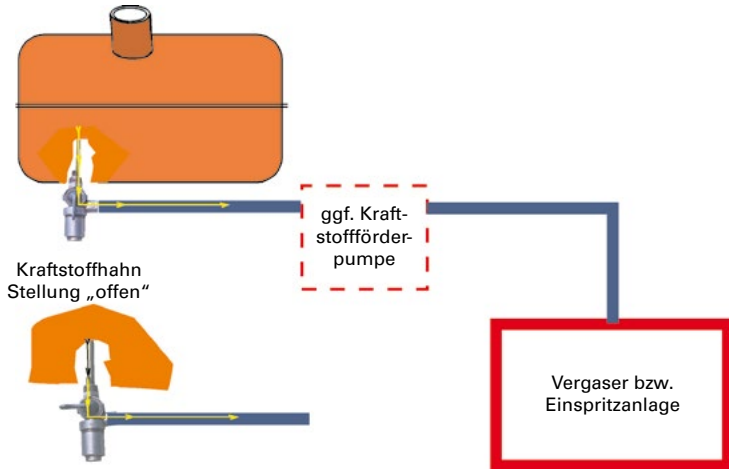 ggf. Kraft-
stoffförder-
pumpe
Kraftstoffhahn
Stellung „offen“
Vergaser bzw.
Einspritzanlage